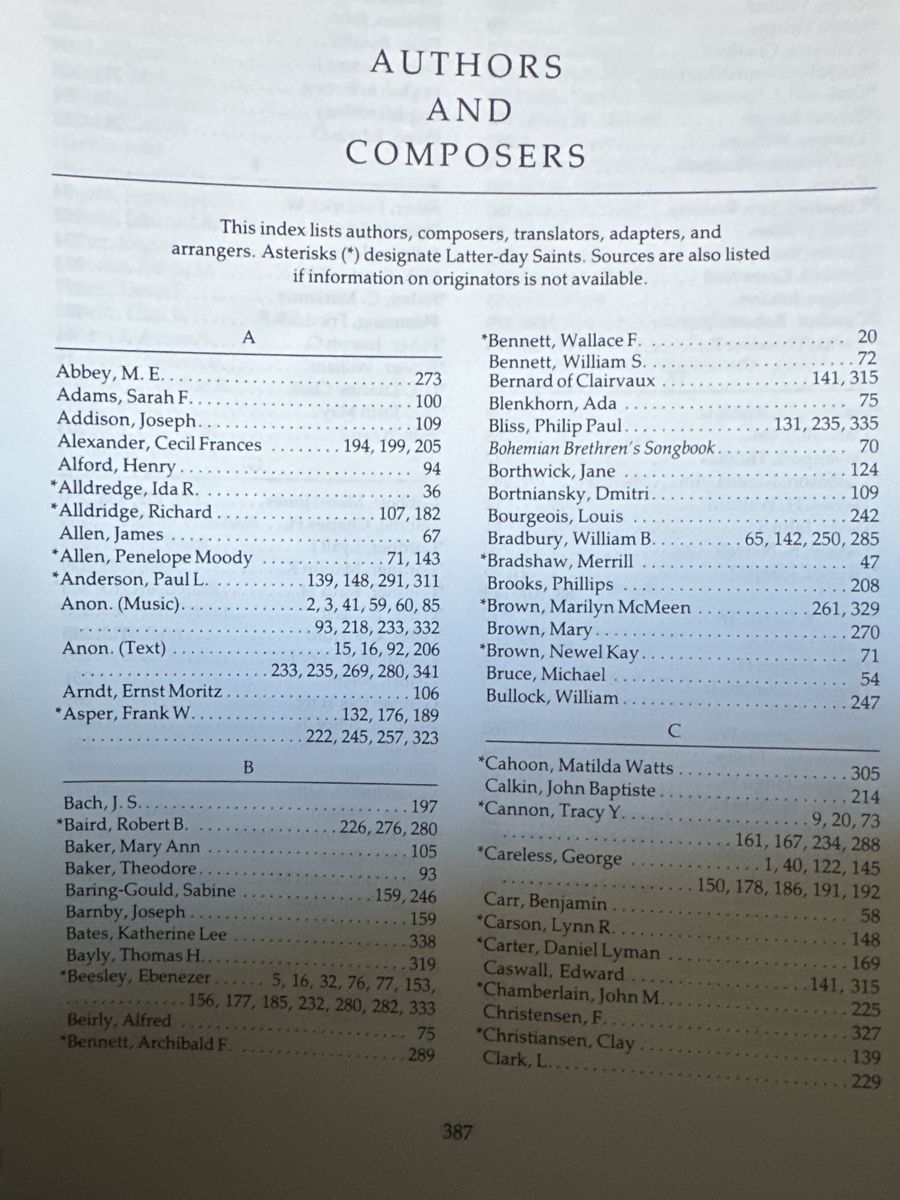 AUTHORS
AND
COMPOSERS
This index lists authors, composers, translators, adapters, and
arrangers. Asterisks (*) designate Latter-day Saints. Sources are also listed
if information on originators is not available.
A
Abbey, M. E. . . . . . . . . . . . . . . . . . . . . . . . . 273
Adams, Sarah F. . . . . . . . . . . . . . . . . . . . . . 100
Addison, Joseph . . . . . . . . . . . . . . . . . . . . . 109
Alexander, Cecil Frances . . . . . . . . 194, 199, 205
Alford, Henry . . . . . . . . . . . . . . . . . . . . . . . . 94
*Alldredge, Ida R. . . . . . . . . . . . . . . . . . . . . . 36
*Alldridge, Richard . . . . . . . . . . . . . . . . 107, 182
Allen, James . . . . . . . . . . . . . . . . . . . . . . . . . 67
*Allen, Penelope Moody . . . . . . . . . . . . . 71, 143
*Anderson, Paul L. . . . . . . . . . 139, 148, 291, 311
Anon. (Music) . . . . . . . . . . . . . 2, 3, 41, 59, 60, 85
. . . . . . . . . . . . . . . . . . . . . . . . 93, 218, 233, 332
Anon. (Text) . . . . . . . . . . . . . . . . . 15, 16, 92, 206
. . . . . . . . . . . . . . . . . . . 233, 235, 269, 280, 341
Arndt, Ernst Moritz . . . . . . . . . . . . . . . . . . . 106
*Asper, Frank W. . . . . . . . . . . . . . . . 132, 176, 189
. . . . . . . . . . . . . . . . . . . . . . . 222, 245, 257, 323
B
Bach, J. S. . . . . . . . . . . . . . . . . . . . . . . . . . . 197
*Baird, Robert B. . . . . . . . . . . . . . . 226, 276, 280
Baker, Mary Ann . . . . . . . . . . . . . . . . . . . . . 105
Baker, Theodore . . . . . . . . . . . . . . . . . . . . . . 93
Baring-Gould, Sabine . . . . . . . . . . . . . . 159, 246
Barnby, Joseph . . . . . . . . . . . . . . . . . . . . . . 159
Bates, Katherine Lee . . . . . . . . . . . . . . . . . . 338
Bayly, Thomas H. . . . . . . . . . . . . . . . . . . . . 319
*Beesley, Ebenezer . . . . . . 5, 16, 32, 76, 77, 153,
. . . . . . . . . . . . . 156, 177, 185, 232, 280, 282, 333
Beirly, Alfred . . . . . . . . . . . . . . . . . . . . . . . . 75
*Bennett, Archibald F. . . . . . . . . . . . . . . . . . 289
*Bennett, Wallace F. . . . . . . . . . . . . . . . . . . . 20
Bennett, William S. . . . . . . . . . . . . . . . . . . . . 72
Bernard of Clairvaux . . . . . . . . . . . . . . 141, 315
Blenkhorn, Ada . . . . . . . . . . . . . . . . . . . . . . . 75
Bliss, Philip Paul . . . . . . . . . . . . . . 131, 235, 335
Bohemian Brethren's Songbook . . . . . . . . . . . . . 70
Borthwick, Jane . . . . . . . . . . . . . . . . . . . . . . 124
Bortniansky, Dmitri . . . . . . . . . . . . . . . . . . . 109
Bourgeois, Louis . . . . . . . . . . . . . . . . . . . . . 242
Bradbury, William B. . . . . . . . . . 65, 142, 250, 285
*Bradshaw, Merrill . . . . . . . . . . . . . . . . . . . . . 47
Brooks, Phillips . . . . . . . . . . . . . . . . . . . . . . 208
*Brown, Marilyn McMeen . . . . . . . . . . . . 261, 329
Brown, Mary . . . . . . . . . . . . . . . . . . . . . . . . 270
*Brown, Newel Kay . . . . . . . . . . . . . . . . . . . . 71
Bruce, Michael . . . . . . . . . . . . . . . . . . . . . . . 54
Bullock, William . . . . . . . . . . . . . . . . . . . . . 247
C
*Cahoon, Matilda Watts . . . . . . . . . . . . . . . . 305
Calkin, John Baptiste . . . . . . . . . . . . . . . . . . 214
*Cannon, Tracy Y. . . . . . . . . . . . . . . . . . 9, 20, 73
. . . . . . . . . . . . . . . . . . . . . . . 161, 167, 234, 288
*Careless, George . . . . . . . . . . . . . 1, 40, 122, 145
. . . . . . . . . . . . . . . . . . . 150, 178, 186, 191, 192
Carr, Benjamin . . . . . . . . . . . . . . . . . . . . . . . 58
*Carson, Lynn R. . . . . . . . . . . . . . . . . . . . . . 148
*Carter, Daniel Lyman . . . . . . . . . . . . . . . . . 169
Caswall, Edward . . . . . . . . . . . . . . . . . 141, 315
*Chamberlain, John M. . . . . . . . . . . . . . . . . . 225
Christensen, F. . . . . . . . . . . . . . . . . . . . . . . 327
*Christiansen, Clay . . . . . . . . . . . . . . . . . . . 139
Clark, L. . . . . . . . . . . . . . . . . . . . . . . . . . . . 229
387